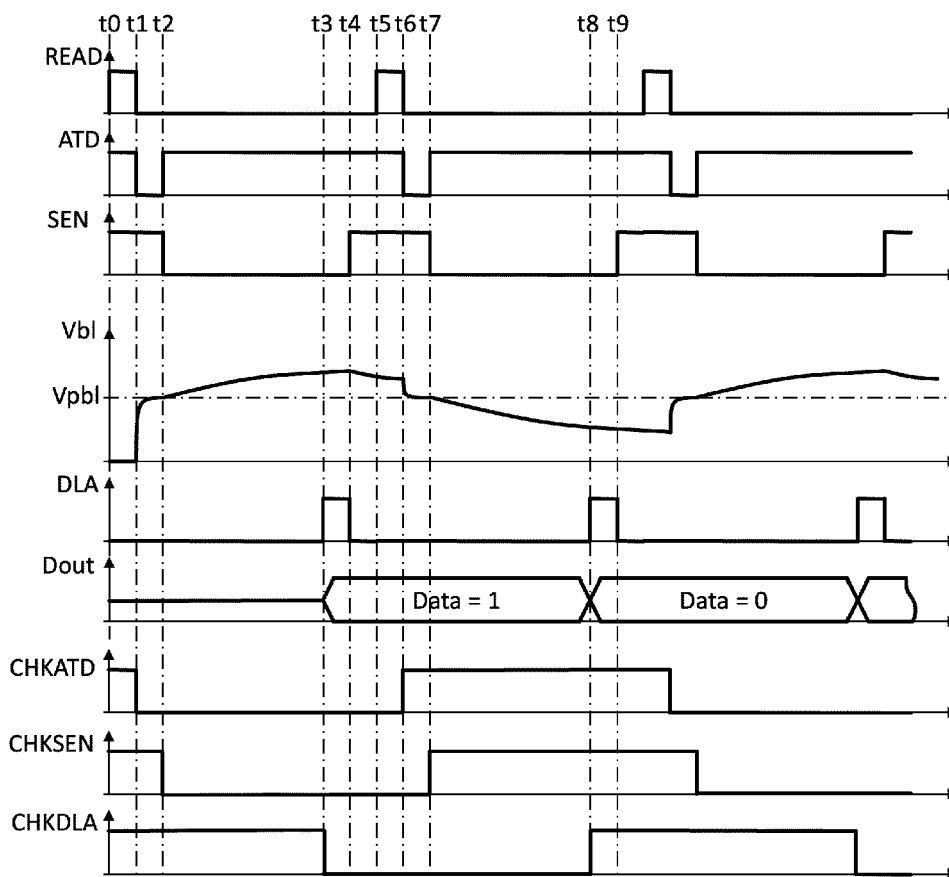 t0 t1 t2 t3 t4 t5 t6 t7 t8 t9
READ
t
ATD
t
SEN
t
Vbl
Vpbl
t
DLA
t
Dout
Data = 1 Data = 0
t
CHKATD
t
CHKSEN
t
CHKDLA
t